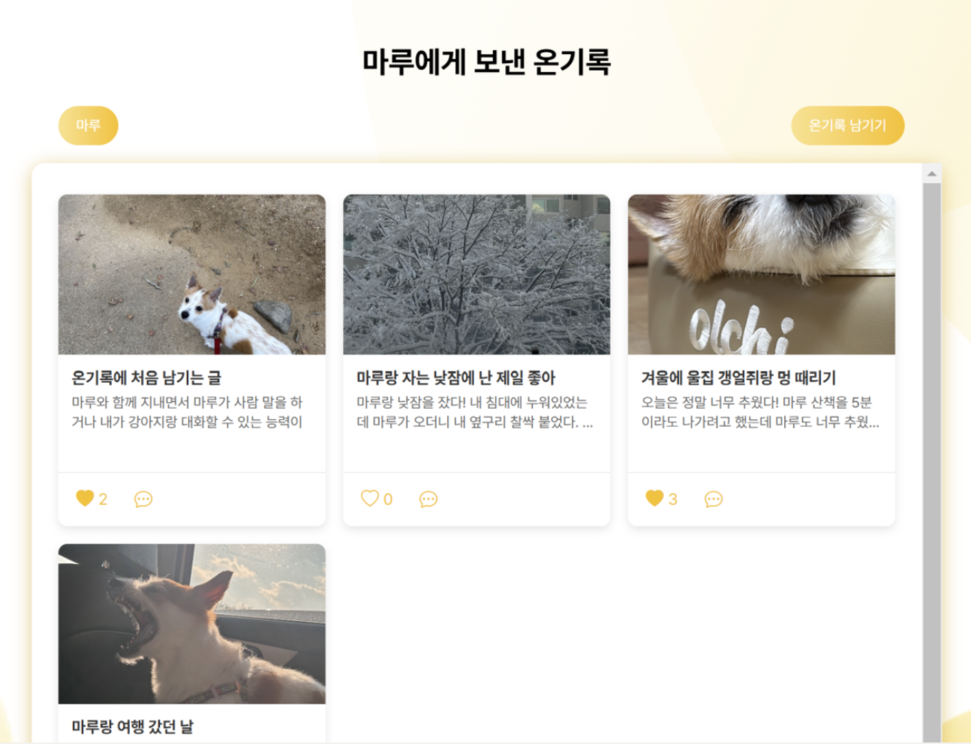 마루에게 보낸 온기록
마루
온기록 남기기
olchi
온기록에 처음 남기는 글
마루와 함께 지내면서 마루가 사람 말을 하
거나 내가 강아지랑 대화할 수 있는 능력이
2
마루랑 자는 낮잠에 난 제일 좋아
마루랑 낮잠을 잤다! 내 침대에 누워있었는
데 마루가 오더니 내 옆구리 찰싹 붙었다. ...
0
겨울에 울집 갱얼쥐랑 멍 때리기
오늘은 정말 너무 추웠다! 마루 산책을 5분
이라도 나가려고 했는데 마루도 너무 추웠...
3
마루랑 여행 갔던 날